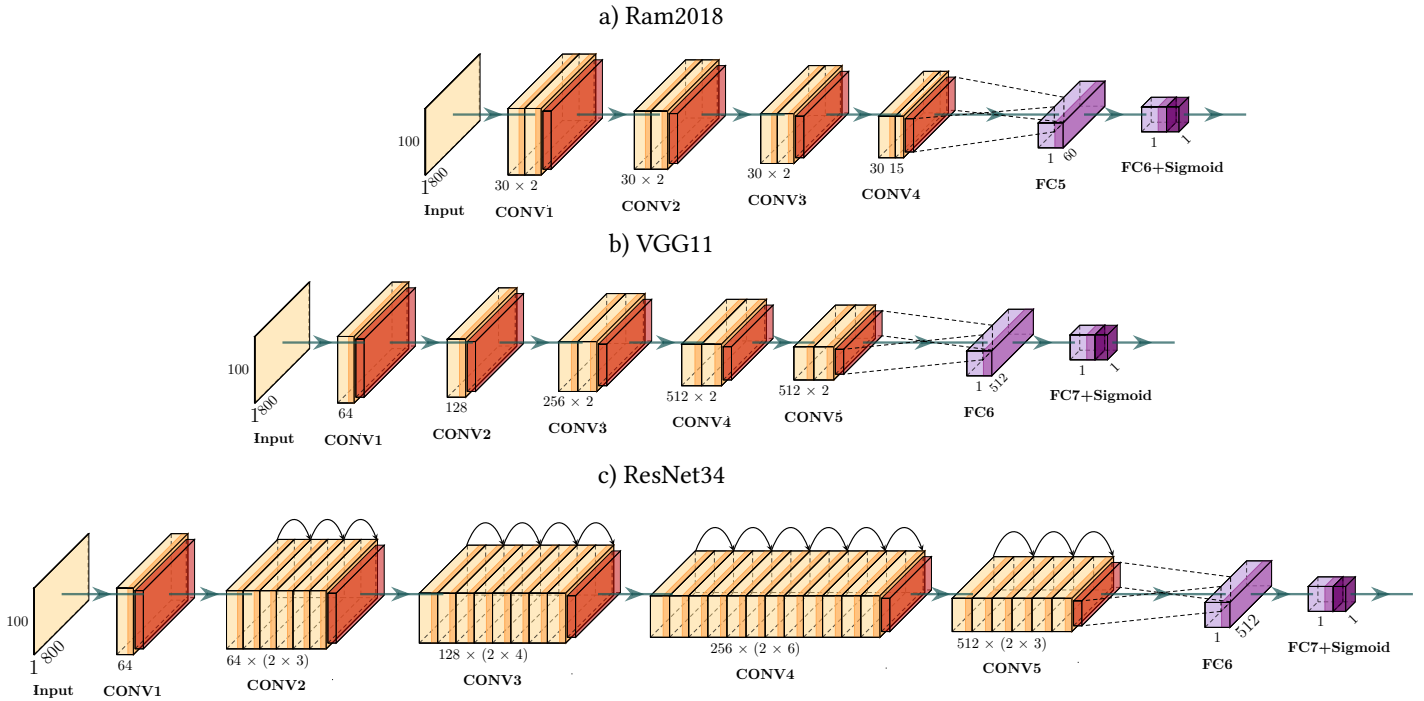 a) Ram2018
100
1
800
Input
30 × 2
CONV1
30 × 2
CONV2
30 × 2
CONV3
30 15
CONV4
1
60
FC5
1
1
FC6+Sigmoid
b) VGG11
100
1
800
Input
64
CONV1
128
CONV2
256 × 2
CONV3
512 × 2
CONV4
512 × 2
CONV5
1
512
FC6
1
1
FC7+Sigmoid
c) ResNet34
100
1
800
Input
64
CONV1
64 × (2 × 3)
CONV2
128 × (2 × 4)
CONV3
256 × (2 × 6)
CONV4
512 × (2 × 3)
CONV5
1
512
FC6
1
1
FC7+Sigmoid